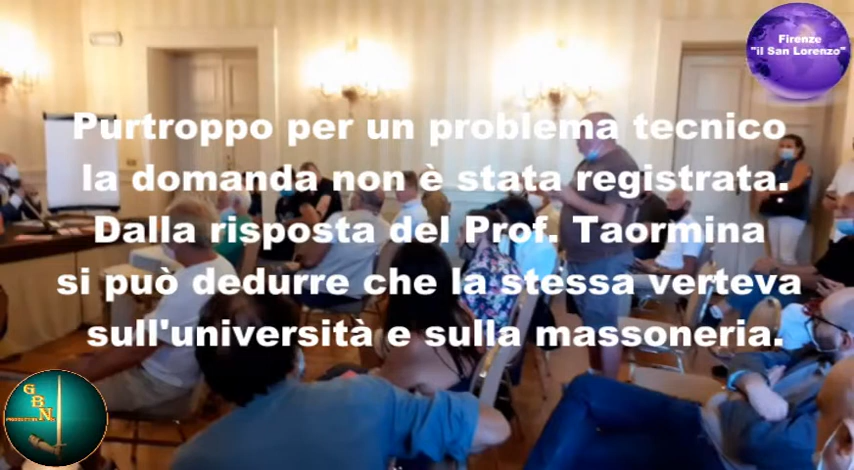 Firenze
"il San Lorenzo"
Purtroppo per un problema tecnico
la domanda non è stata registrata.
Dalla risposta del Prof. Taormina
si può dedurre che la stessa verteva
sull'università e sulla massoneria.
G
B
N